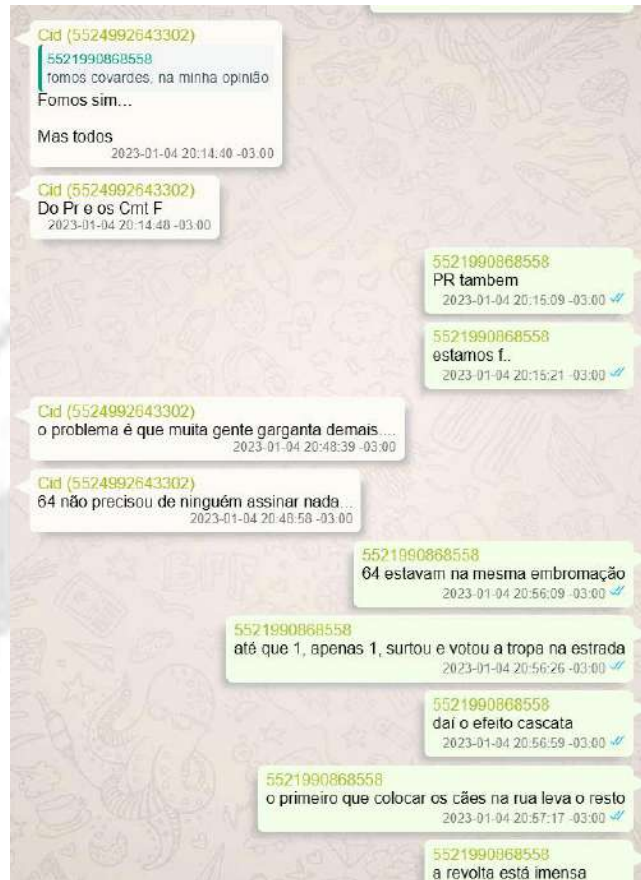 Cid (5524992643302)
5521990868558
fomos covardes, na minha opinião
Fomos sim...
Mas todos
2023-01-04 20:14:40 -03:00
Cid (5524992643302)
Do Pr e os Cmt F
2023-01-04 20:14:48 -03:00
5521990868558
PR tambem
2023-01-04 20:15:09 -03:00
5521990868558
estamos f..
2023-01-04 20:15:21 -03:00
Cid (5524992643302)
o problema é que muita gente garganta demais....
2023-01-04 20:48:39 -03:00
Cid (5524992643302)
64 não precisou de ninguém assinar nada...
2023-01-04 20:48:58 -03:00
5521990868558
64 estavam na mesma embromação
2023-01-04 20:56:09 -03:00
5521990868558
até que 1, apenas 1, surtou e votou a tropa na estrada
2023-01-04 20:56:26 -03:00
5521990868558
daí o efeito cascata
2023-01-04 20:56:59 -03:00
5521990868558
o primeiro que colocar os cães na rua leva o resto
2023-01-04 20:57:17 -03:00
5521990868558
a revolta está imensa